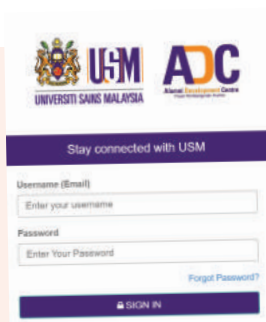 USM
UNIVERSITI SAINS MALAYSIA
ADC
Alumni Development Centre
Stay connected with USM
Username (Email)
Enter your username
Password
Enter Your Password
Forgot Password?
SIGN IN